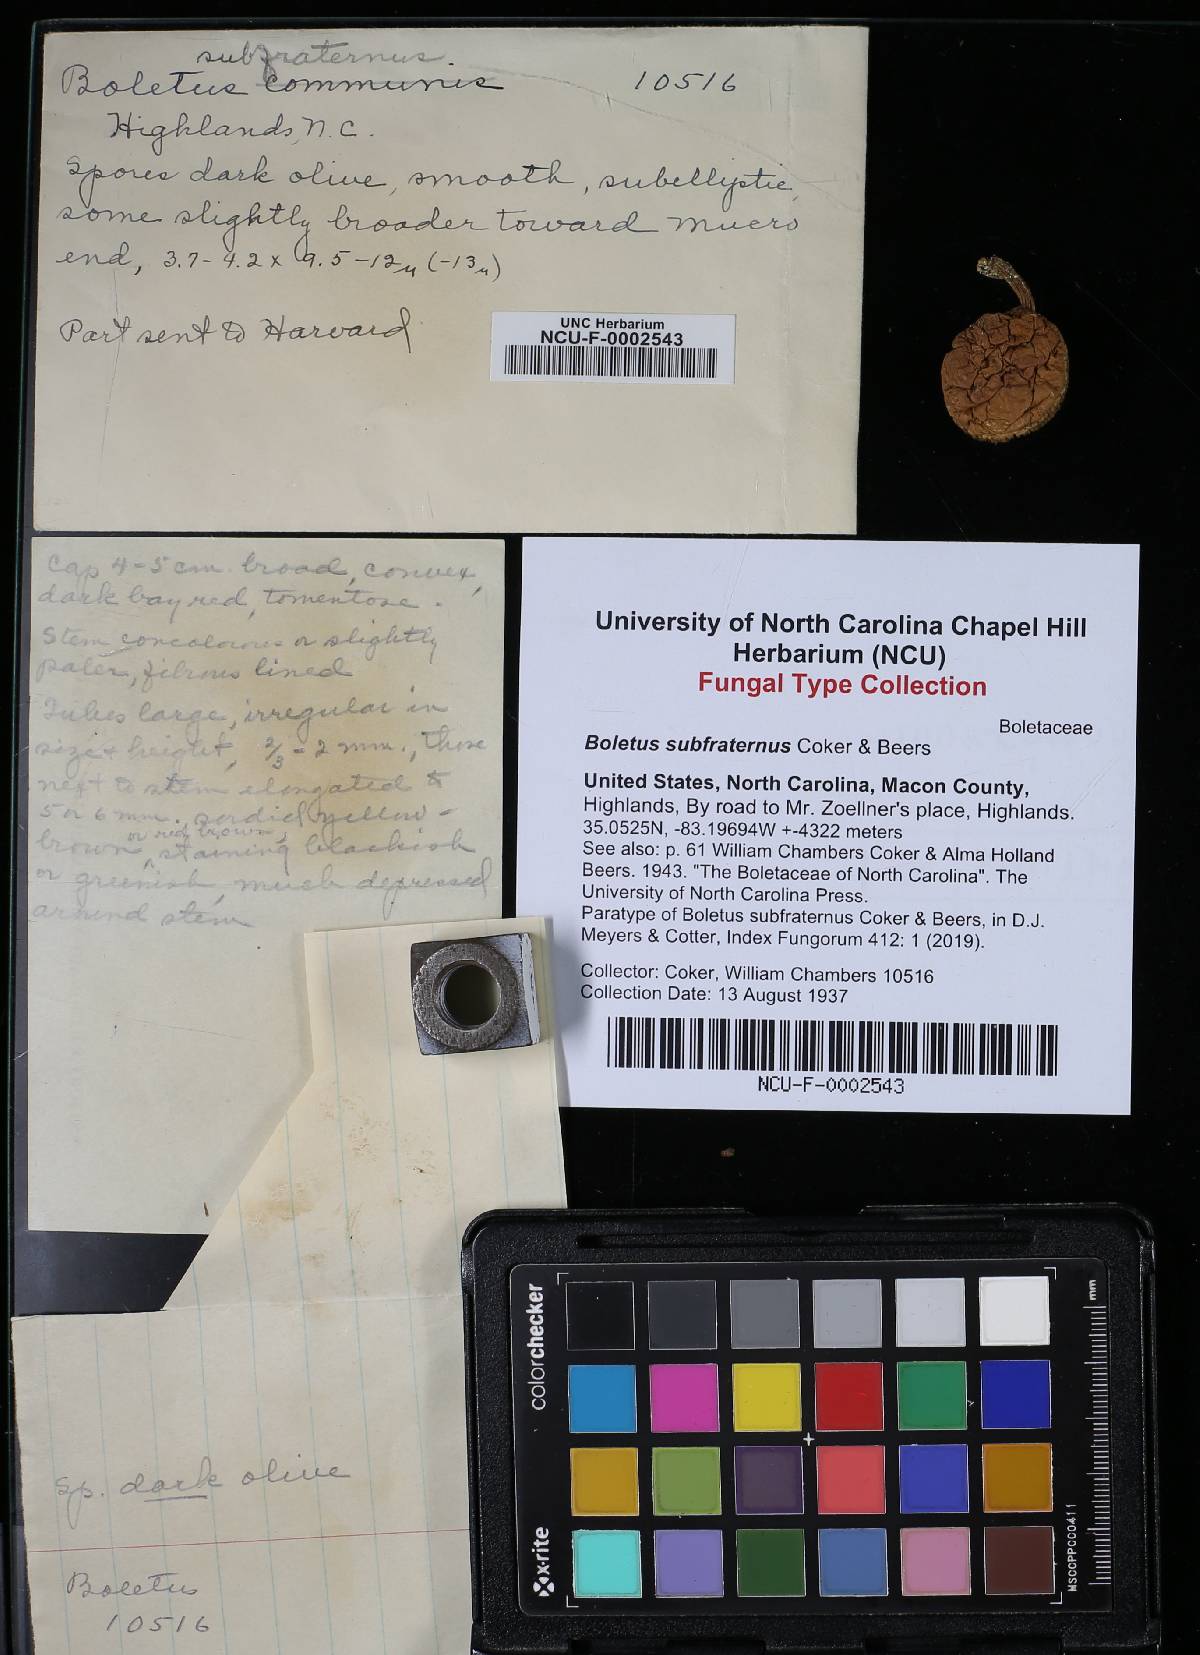 subfraternus.
Boletus communis 10516
Highlands, N.C.
Spores dark olive, smooth, subelliptic,
some slightly broader toward mucro
end, 3.7-4.2 x 9.5-12µ (-13µ)
Part sent to Harvard
UNC Herbarium
NCU-F-0002543
Cap 4-5 cm. broad, convex,
dark bay red, tomentose.
Stem concolorous or slightly
paler, fibrous lined
Tubes large, irregular in
size & height, 2/3-2 mm., those
next to stem elongated to
5 or 6 mm., sordid yellow-
or red brown,
brown, staining blackish
or greenish, much depressed
around stem
University of North Carolina Chapel Hill
Herbarium (NCU)
Fungal Type Collection
Boletaceae
Boletus subfraternus Coker & Beers
United States, North Carolina, Macon County,
Highlands, By road to Mr. Zoellner's place, Highlands.
35.0525N, -83.19694W +-4322 meters
See also: p. 61 William Chambers Coker & Alma Holland
Beers. 1943. "The Boletaceae of North Carolina". The
University of North Carolina Press.
Paratype of Boletus subfraternus Coker & Beers, in D.J.
Meyers & Cotter, Index Fungorum 412: 1 (2019).
Collector: Coker, William Chambers 10516
Collection Date: 13 August 1937
NCU-F-0002543
sp. dark olive
Boletus
10516
colorchecker
x-rite
mm
MSCCPPCC0411